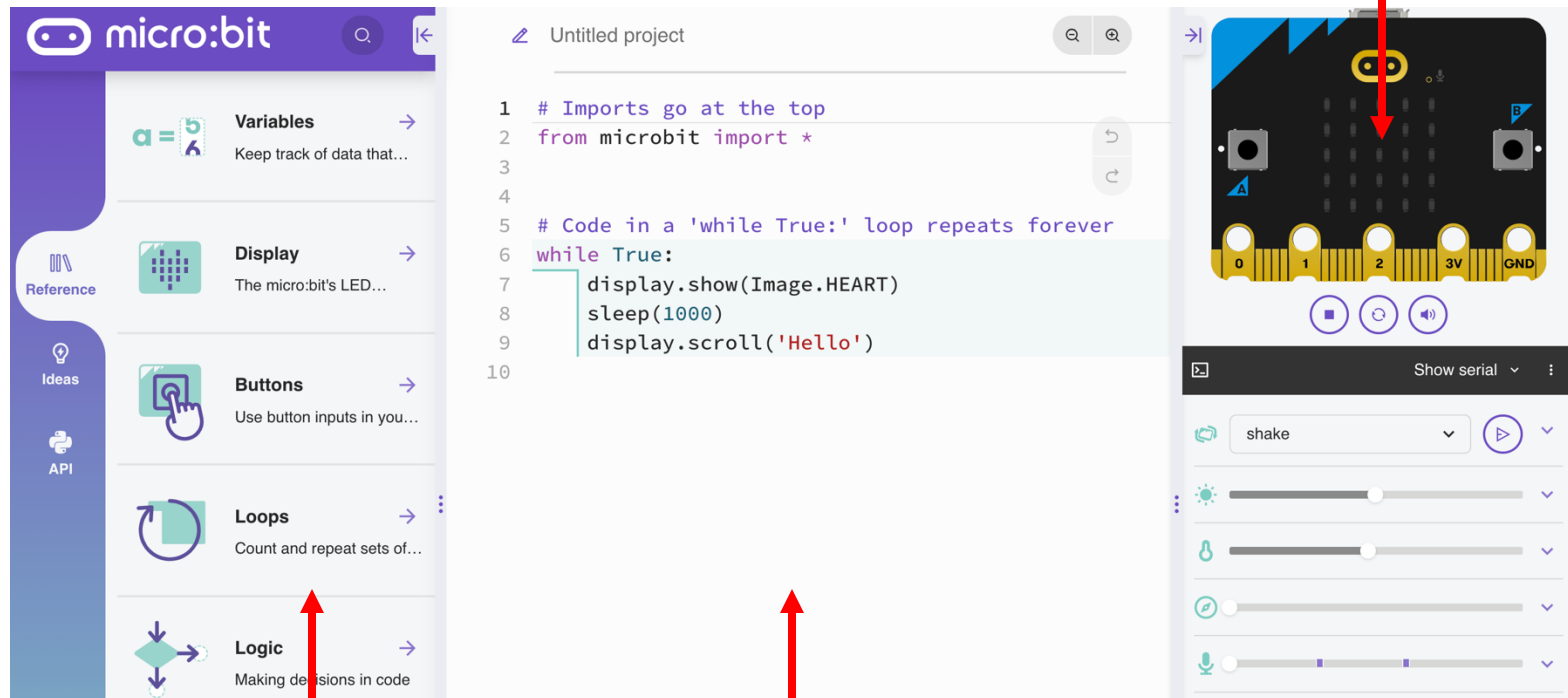 micro:bit
Reference
Ideas
API
Variables
Keep track of data that…
Display
The micro:bit's LED…
Buttons
Use button inputs in you…
Loops
Count and repeat sets of…
Logic
Making decisions in code
Untitled project
1 # Imports go at the top
2 from microbit import *
3
4
5 # Code in a 'while True:' loop repeats forever
6 while True:
7 display.show(Image.HEART)
8 sleep(1000)
9 display.scroll('Hello')
10
A
B
0 1 2 3V GND
Show serial
shake